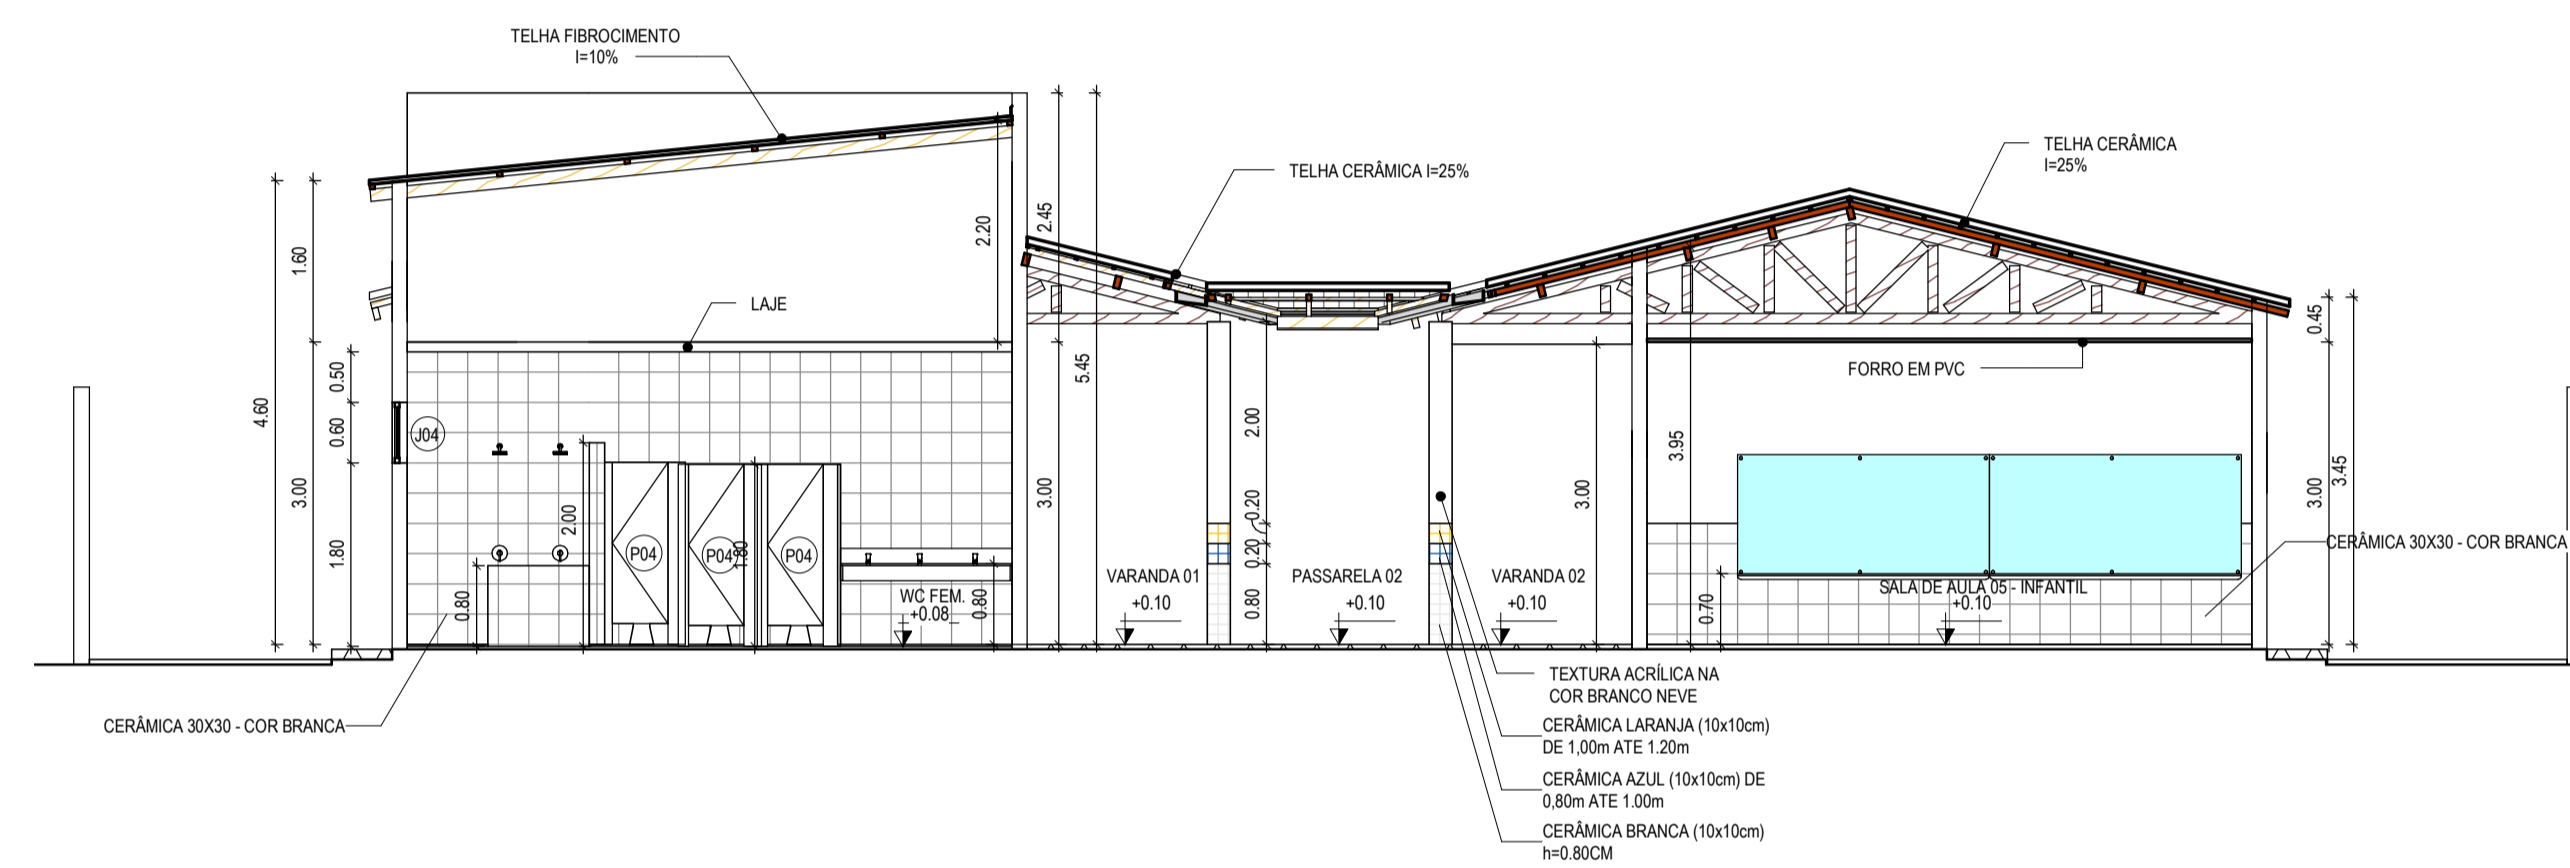 TELHA FIBROCIMENTO
I=10%
TELHA CERÂMICA I=25%
TELHA CERÂMICA
I=25%
LAJE
FORRO EM PVC
4.60
1.60
3.00
0.50
0.60
1.80
J04
0.80
2.00
P04
P04
P04
1.80
2.20
2.45
5.45
3.00
0.80
WC FEM.
+0.08
VARANDA 01
+0.10
2.00
0.20
0.20
0.80
PASSARELA 02
+0.10
VARANDA 02
+0.10
3.00
3.95
0.70
SALA DE AULA 05 - INFANTIL
+0.10
0.45
3.00
3.45
CERÂMICA 30X30 - COR BRANCA
CERÂMICA 30X30 - COR BRANCA
TEXTURA ACRÍLICA NA
COR BRANCO NEVE
CERÂMICA LARANJA (10x10cm)
DE 1,00m ATE 1.20m
CERÂMICA AZUL (10x10cm) DE
0,80m ATE 1.00m
CERÂMICA BRANCA (10x10cm)
h=0.80CM